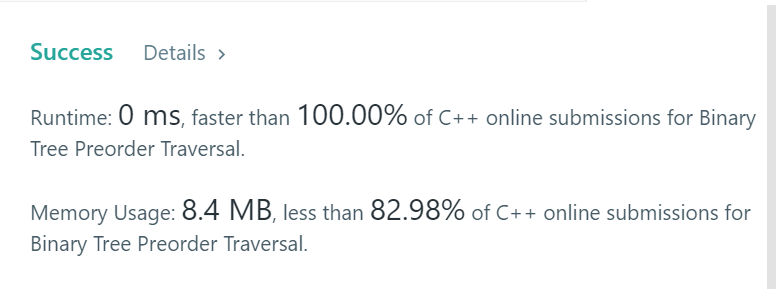 Success Details >
Runtime: 0 ms, faster than 100.00% of C++ online submissions for Binary
Tree Preorder Traversal.
Memory Usage: 8.4 MB, less than 82.98% of C++ online submissions for
Binary Tree Preorder Traversal.